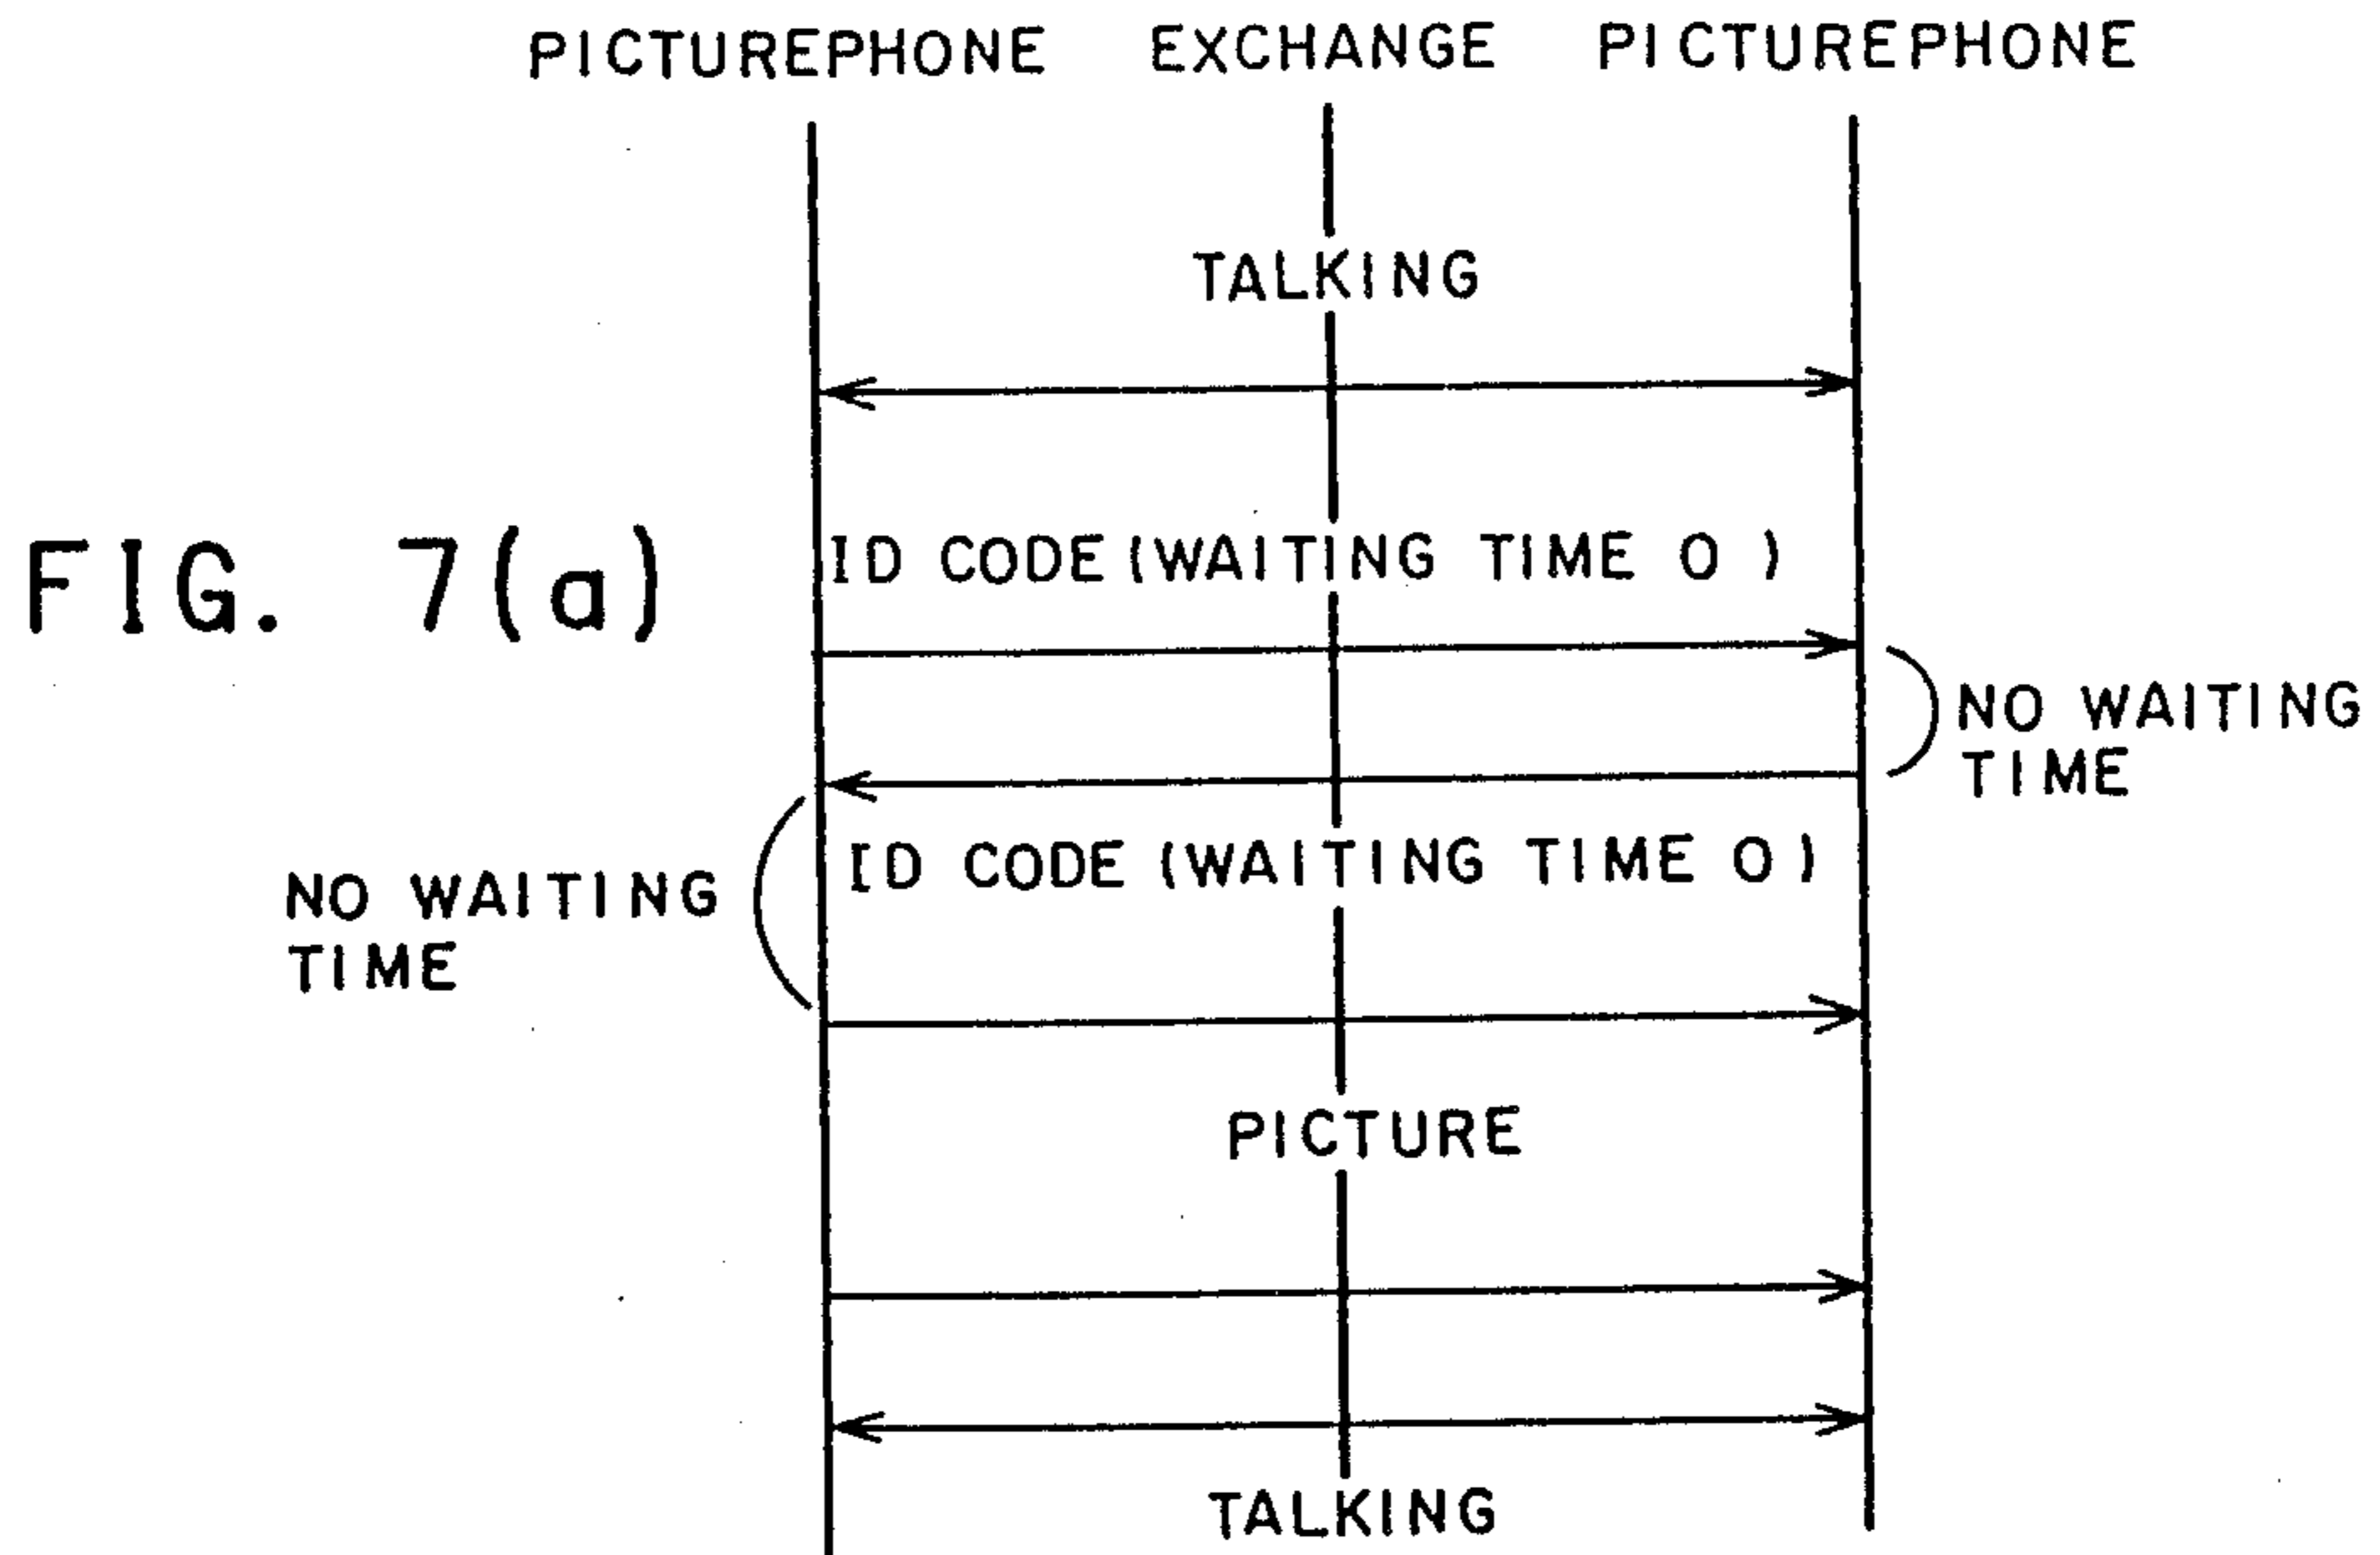 PICTUREPHONE EXCHANGE PICTUREPHONE
TALKING
FIG. 7(a)
ID CODE (WAITING TIME 0 )
NO WAITING
TIME
ID CODE (WAITING TIME 0)
NO WAITING
TIME
PICTURE
TALKING